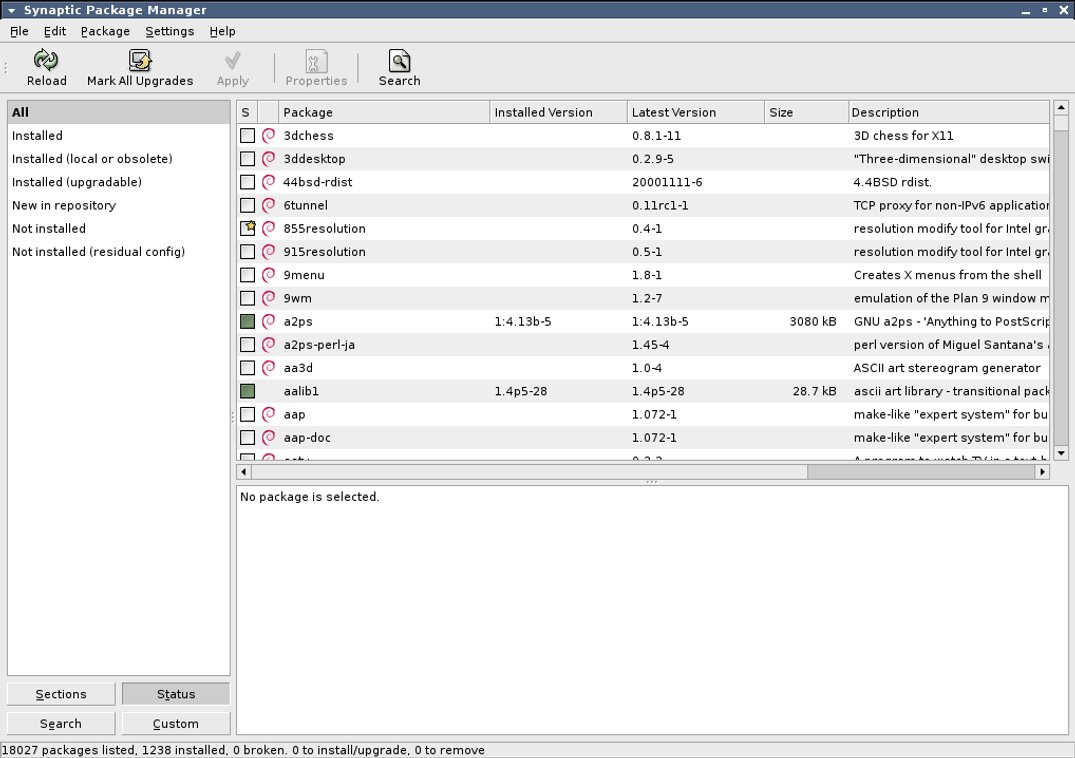 Synaptic Package Manager
File Edit Package Settings Help
Reload Mark All Upgrades Apply Properties Search
All
Installed
Installed (local or obsolete)
Installed (upgradable)
New in repository
Not installed
Not installed (residual config)
S Package Installed Version Latest Version Size Description
3dchess 0.8.1-11 3D chess for X11
3ddesktop 0.2.9-5 "Three-dimensional" desktop swi
44bsd-rdist 20001111-6 4.4BSD rdist.
6tunnel 0.11rc1-1 TCP proxy for non-IPv6 application
855resolution 0.4-1 resolution modify tool for Intel gra
915resolution 0.5-1 resolution modify tool for Intel gra
9menu 1.8-1 Creates X menus from the shell
9wm 1.2-7 emulation of the Plan 9 window m
a2ps 1:4.13b-5 1:4.13b-5 3080 kB GNU a2ps - 'Anything to PostScrip
a2ps-perl-ja 1.45-4 perl version of Miguel Santana's
aa3d 1.0-4 ASCII art stereogram generator
aalib1 1.4p5-28 1.4p5-28 28.7 kB ascii art library - transitional pack
aap 1.072-1 make-like "expert system" for bu
aap-doc 1.072-1 make-like "expert system" for bu
No package is selected.
Sections Status
Search Custom
18027 packages listed, 1238 installed, 0 broken. 0 to install/upgrade, 0 to remove